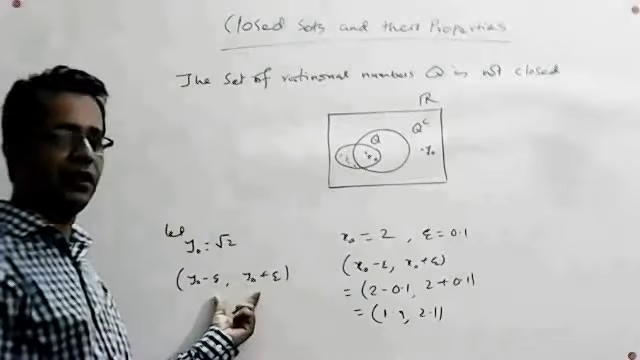 Closed Sets and their Properties
The set of rational numbers Q is not closed
R
Q
Q^c
x₀
. y₀
let
y₀ = √2
(y₀-ε, y₀+ε)
x₀ = 2 , ε = 0.1
(x₀-ε, x₀+ε)
= (2-0.1, 2+0.1)
= (1.9, 2.1)